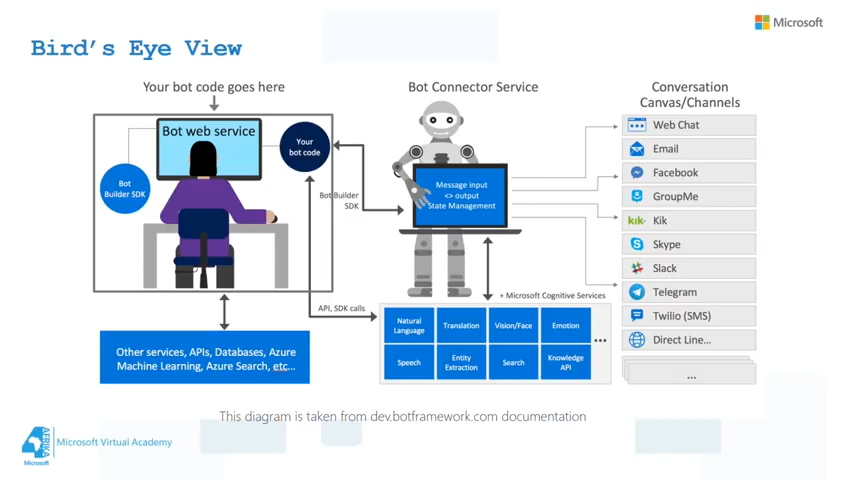 Microsoft
Bird's Eye View
Your bot code goes here
Bot web service
Your
bot code
Bot
Builder SDK
Bot Builder
SDK
API, SDK calls
Other services, APIs, Databases, Azure
Machine Learning, Azure Search, etc…
Bot Connector Service
Message input
<> output
State Management
+ Microsoft Cognitive Services
Natural
Language
Translation
Vision/Face
Emotion
Speech
Entity
Extraction
Search
Knowledge
API
...
Conversation
Canvas/Channels
Web Chat
Email
Facebook
GroupMe
kik.
Kik
Skype
Slack
Telegram
Twilio (SMS)
Direct Line...
...
This diagram is taken from dev.botframework.com documentation
4AFRIKA
Microsoft
Microsoft Virtual Academy